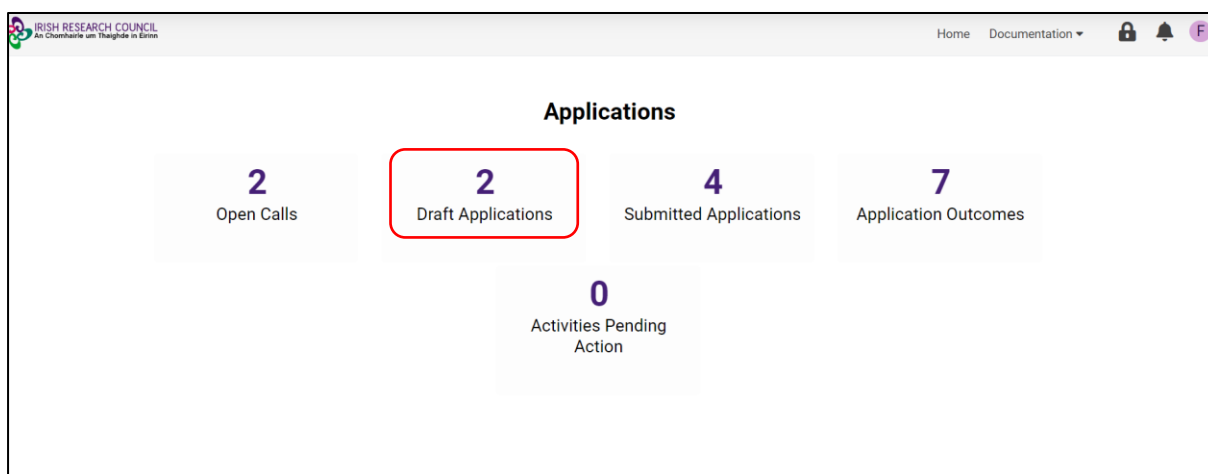 IRISH RESEARCH COUNCIL
An Chomhairle um Thaighde in Éirinn
Home Documentation
F
Applications
2
Open Calls
2
Draft Applications
4
Submitted Applications
7
Application Outcomes
0
Activities Pending
Action